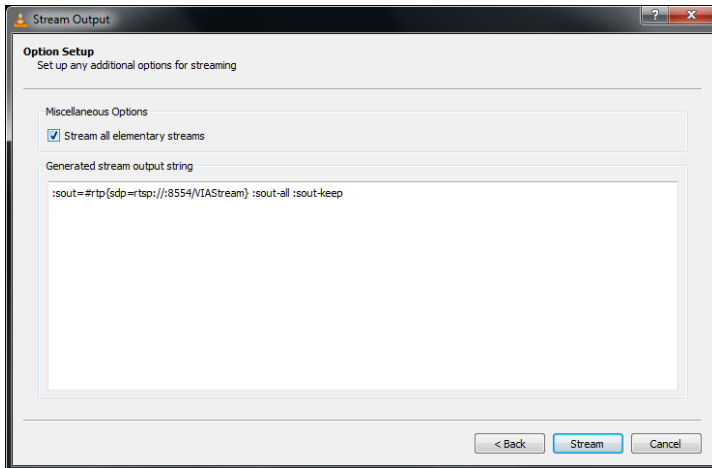 Stream Output
Option Setup
Set up any additional options for streaming
Miscellaneous Options
Stream all elementary streams
Generated stream output string
:sout=#rtp{sdp=rtsp://:8554/VIAStream} :sout-all :sout-keep
< Back
Stream
Cancel